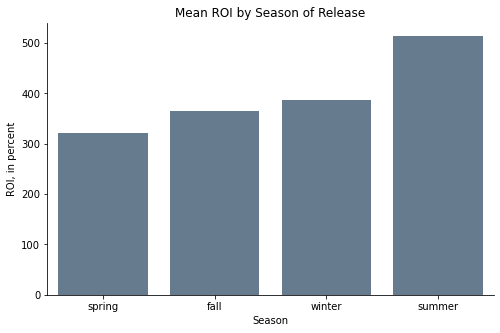 Mean ROI by Season of Release
500
400
300
200
100
0
ROI, in percent
spring fall winter summer
Season